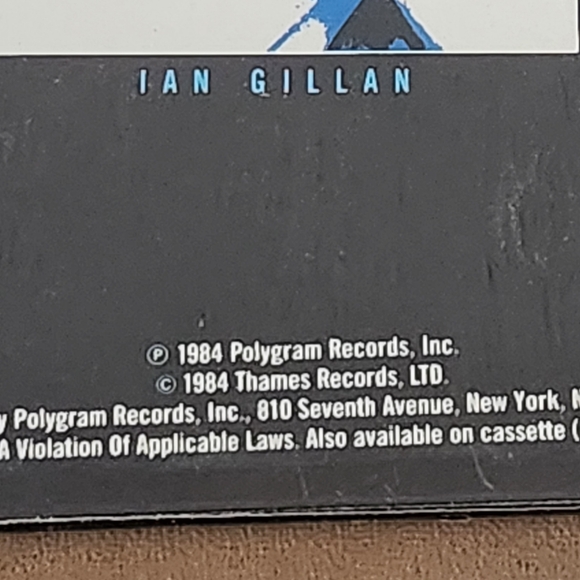 IAN GILLAN
℗ 1984 Polygram Records, Inc.
© 1984 Thames Records, LTD.
Polygram Records, Inc., 810 Seventh Avenue, New York,
A Violation Of Applicable Laws. Also available on cassette (